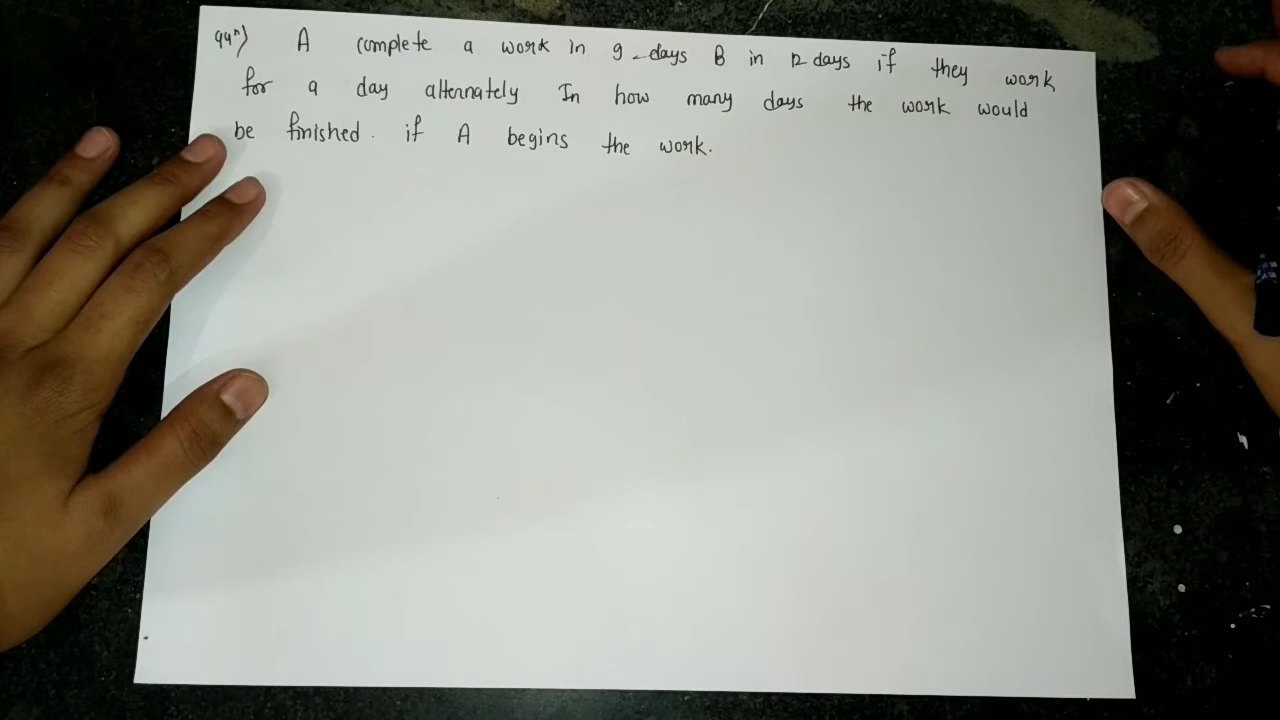 qun) A complete a work in 9 days B in 12 days if they work
for a day alternately In how many days the work would
be finished. if A begins the work.